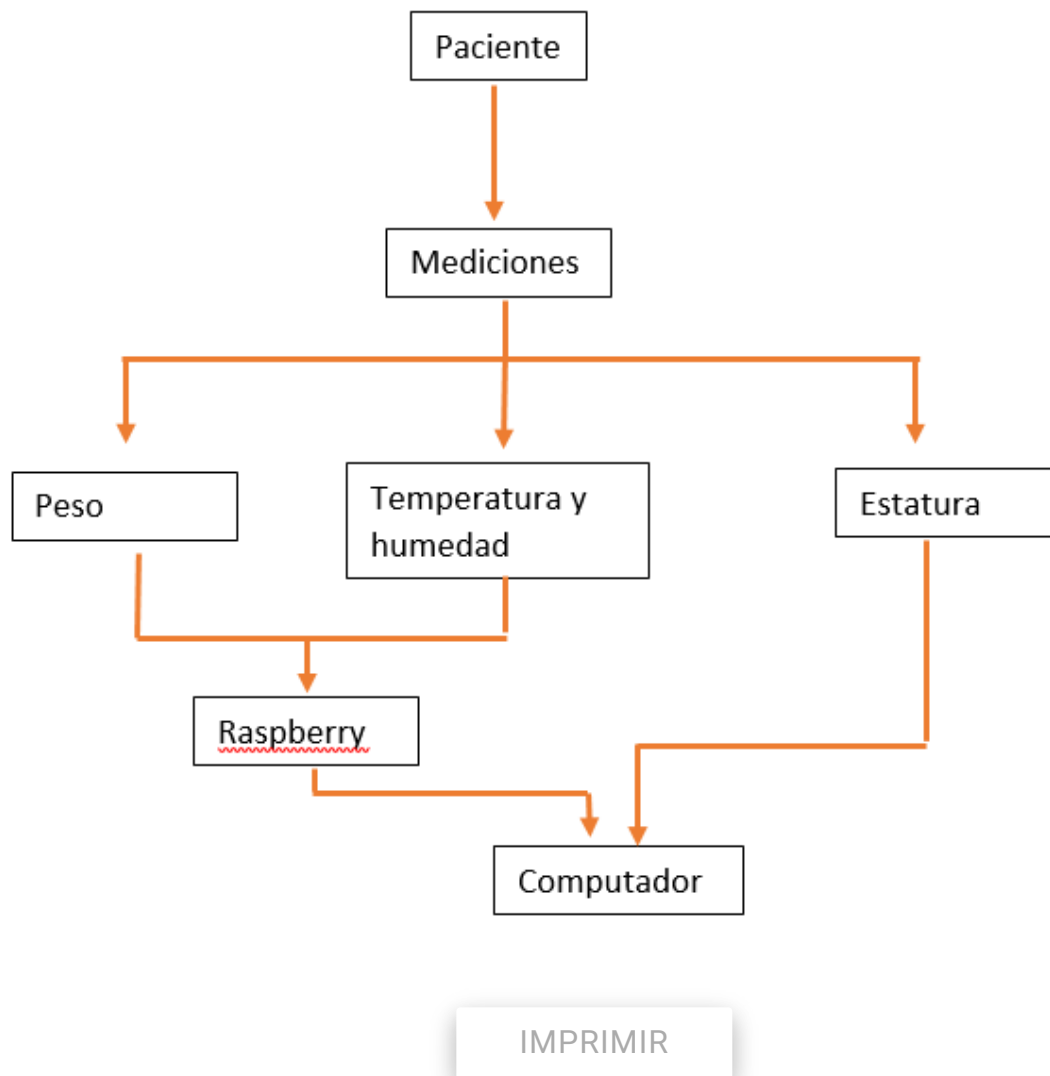 Paciente
Mediciones
Peso
Temperatura y
humedad
Estatura
Raspberry
Computador
IMPRIMIR